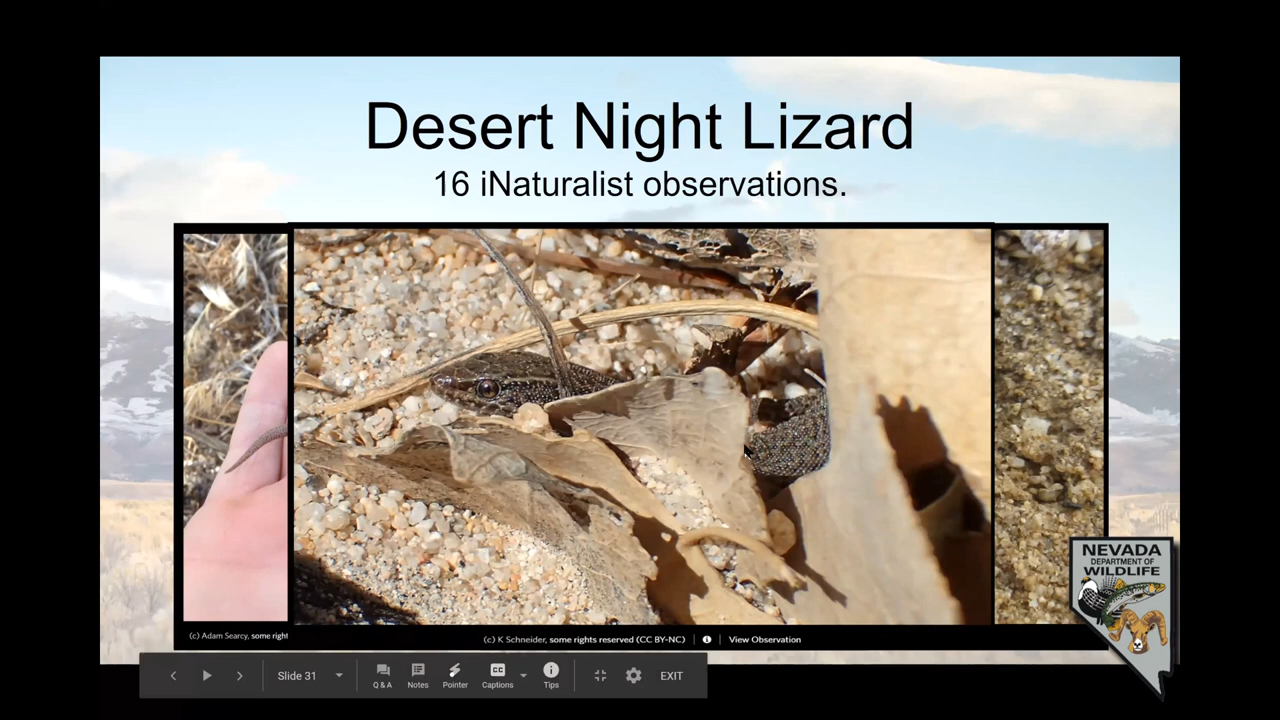 Desert Night Lizard
16 iNaturalist observations.
(c) Adam Searcy, some right
(c) K Schneider, some rights reserved (CC BY-NC)
View Observation
NEVADA
DEPARTMENT OF
WILDLIFE
Slide 31
Q & A
Notes
Pointer
CC
Captions
Tips
EXIT